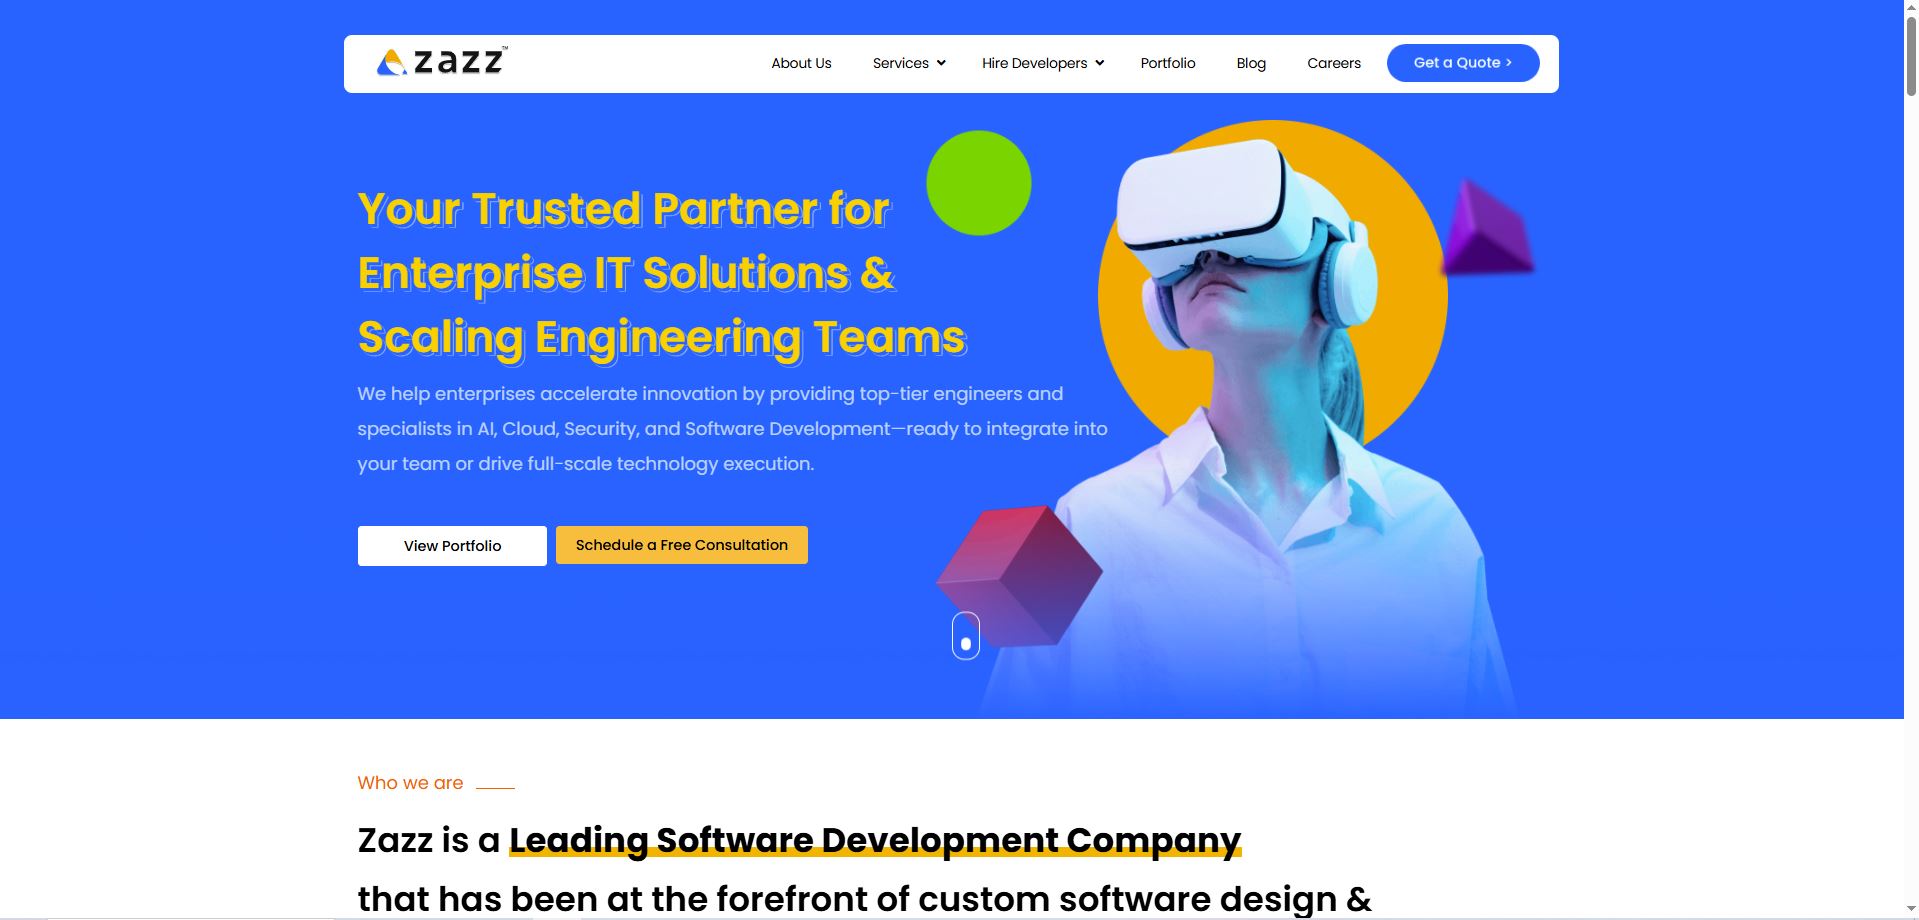 zazz™
About Us
Services
Hire Developers
Portfolio
Blog
Careers
Get a Quote >
Your Trusted Partner for
Enterprise IT Solutions &
Scaling Engineering Teams
We help enterprises accelerate innovation by providing top-tier engineers and
specialists in AI, Cloud, Security, and Software Development—ready to integrate into
your team or drive full-scale technology execution.
View Portfolio
Schedule a Free Consultation
Who we are
Zazz is a Leading Software Development Company
that has been at the forefront of custom software design &